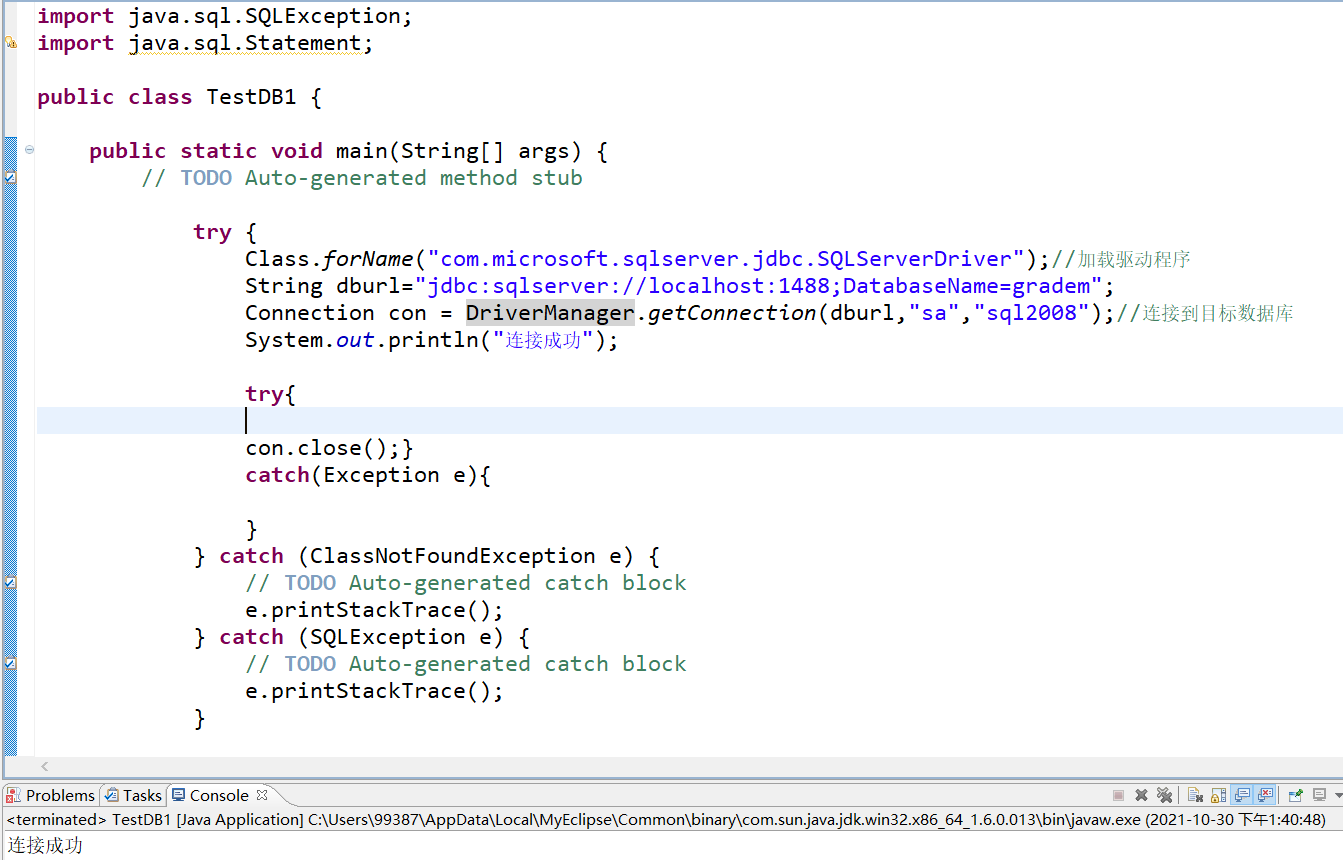 import java.sql.SQLException;
import java.sql.Statement;
public class TestDB1 {
public static void main(String[] args) {
// TODO Auto-generated method stub
try {
Class.forName("com.microsoft.sqlserver.jdbc.SQLServerDriver");//加载驱动程序
String dburl="jdbc:sqlserver://localhost:1488;DatabaseName=gradem";
Connection con = DriverManager.getConnection(dburl,"sa","sql2008");//连接到目标数据库
System.out.println("连接成功");
try{
con.close();}
catch(Exception e){
}
} catch (ClassNotFoundException e) {
// TODO Auto-generated catch block
e.printStackTrace();
} catch (SQLException e) {
// TODO Auto-generated catch block
e.printStackTrace();
}
Problems Tasks Console
<terminated> TestDB1 [Java Application] C:\Users\99387\AppData\Local\MyEclipse\Common\binary\com.sun.java.jdk.win32.x86_64_1.6.0.013\bin\javaw.exe (2021-10-30 下午1:40:48)
连接成功